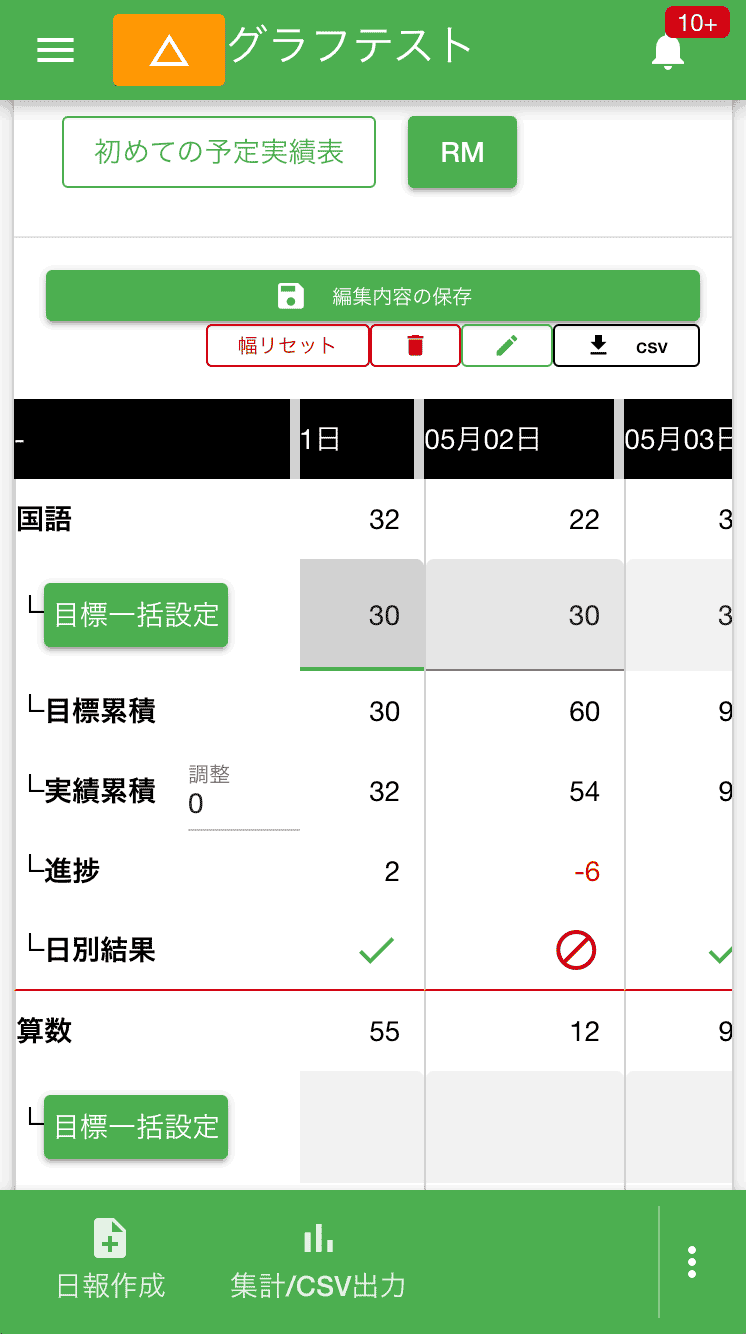 グラフテスト
10+
初めての予定実績表
RM
編集内容の保存
幅リセット
csv
-
1日
05月02日
05月03日
国語
32
22
3
└
目標一括設定
30
30
3
└目標累積
30
60
9
└実績累積
調整
0
32
54
9
└進捗
2
-6
└日別結果
算数
55
12
9
└
目標一括設定
日報作成
集計/CSV出力